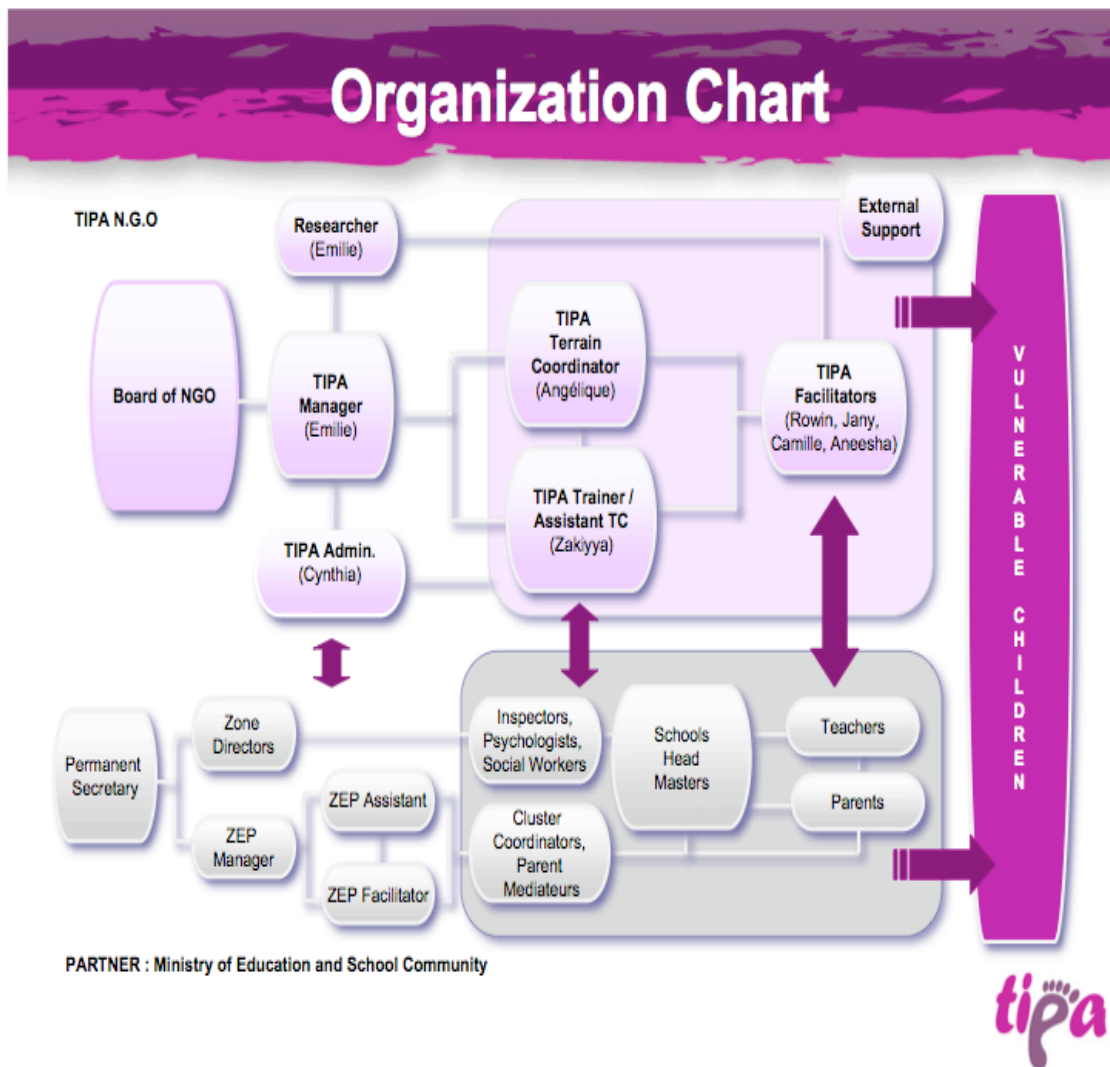 Organization Chart
TIPA N.G.O
Researcher
(Emilie)
External
Support
Board of NGO
TIPA
Manager
(Emilie)
TIPA
Terrain
Coordinator
(Angélique)
TIPA
Facilitators
(Rowin, Jany,
Camille, Aneesha)
TIPA Trainer /
Assistant TC
(Zakiyya)
TIPA Admin.
(Cynthia)
VULNERABLE CHILDREN
Permanent
Secretary
Zone
Directors
ZEP
Manager
ZEP Assistant
ZEP Facilitator
Inspectors,
Psychologists,
Social Workers
Cluster
Coordinators,
Parent
Mediateurs
Schools
Head
Masters
Teachers
Parents
PARTNER : Ministry of Education and School Community
tipa